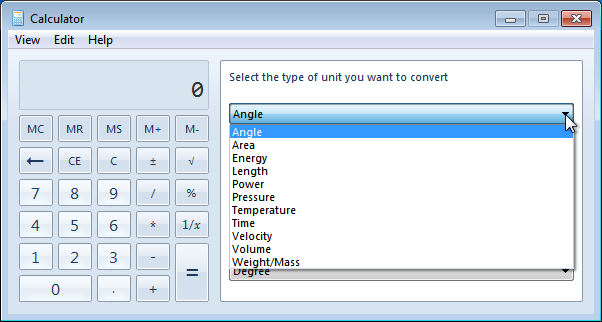 Calculator
View Edit Help
0
MC MR MS M+ M-
← CE C ± √
7 8 9 / %
4 5 6 * 1/x
1 2 3 - =
0 . +
Select the type of unit you want to convert
Angle
Angle
Area
Energy
Length
Power
Pressure
Temperature
Time
Velocity
Volume
Weight/Mass
Degree